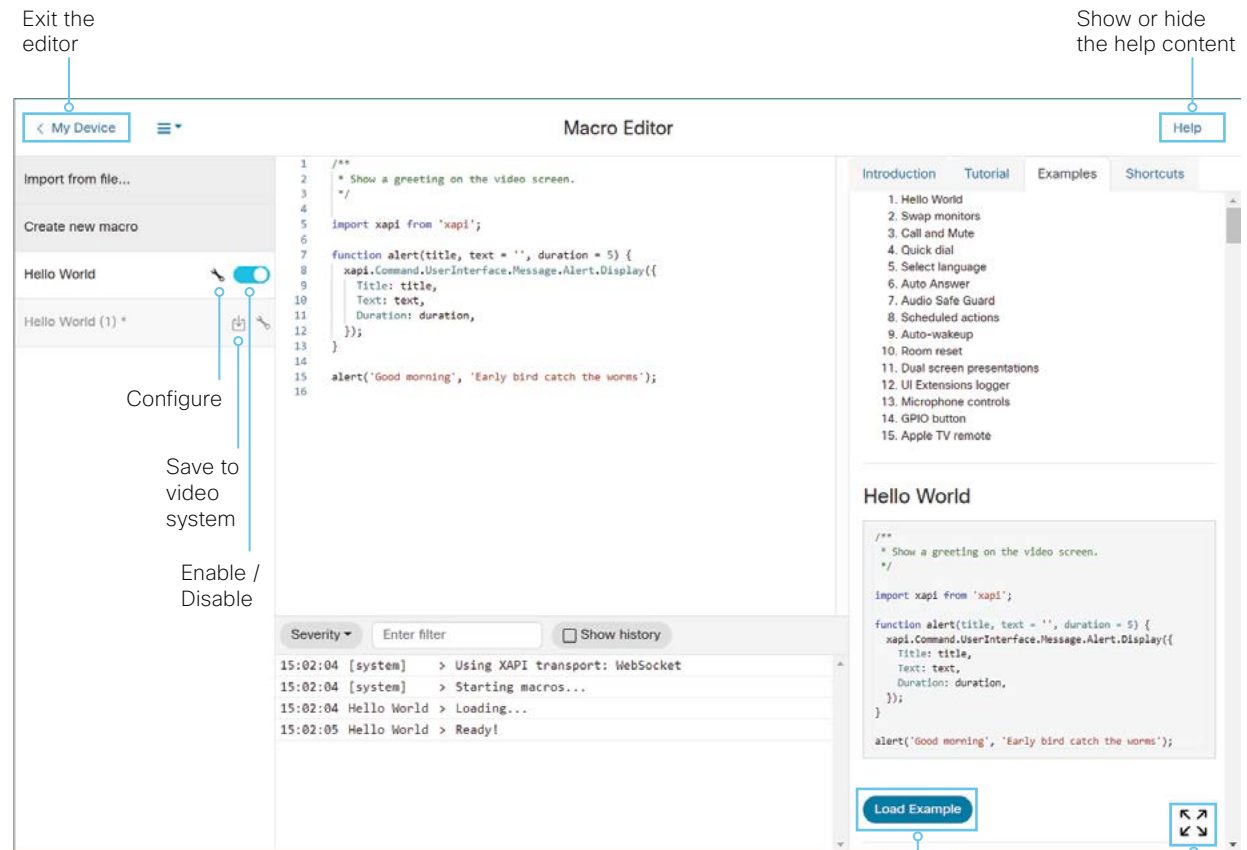 Exit the
editor
Show or hide
the help content
< My Device
Macro Editor
Help
Import from file...
Create new macro
Hello World
Hello World (1) *
Configure
Save to
video
system
Enable /
Disable
1 /**
2 * Show a greeting on the video screen.
3 */
4
5 import xapi from 'xapi';
6
7 function alert(title, text = '', duration = 5) {
8 xapi.Command.UserInterface.Message.Alert.Display({
9 Title: title,
10 Text: text,
11 Duration: duration,
12 });
13 }
14
15 alert('Good morning', 'Early bird catch the worms');
16
Severity Enter filter Show history
15:02:04 [system] > Using XAPI transport: WebSocket
15:02:04 [system] > Starting macros...
15:02:04 Hello World > Loading...
15:02:05 Hello World > Ready!
Introduction Tutorial Examples Shortcuts
1. Hello World
2. Swap monitors
3. Call and Mute
4. Quick dial
5. Select language
6. Auto Answer
7. Audio Safe Guard
8. Scheduled actions
9. Auto-wakeup
10. Room reset
11. Dual screen presentations
12. UI Extensions logger
13. Microphone controls
14. GPIO button
15. Apple TV remote
Hello World
/**
* Show a greeting on the video screen.
*/
import xapi from 'xapi';
function alert(title, text = '', duration = 5) {
xapi.Command.UserInterface.Message.Alert.Display({
Title: title,
Text: text,
Duration: duration,
});
}
alert('Good morning', 'Early bird catch the worms');
Load Example